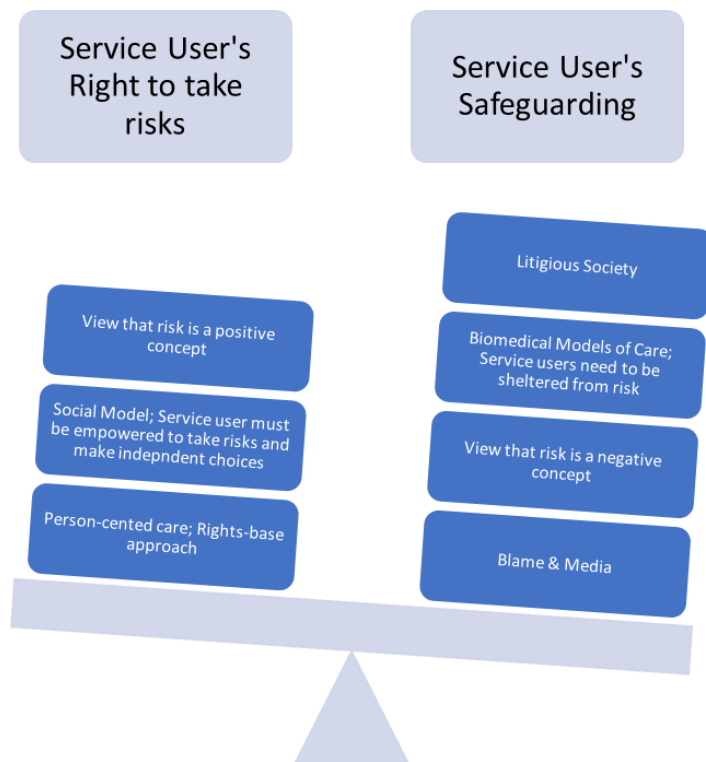 Service User's
Right to take
risks
Service User's
Safeguarding
View that risk is a positive
concept
Social Model; Service user must
be empowered to take risks and
make indepndent choices
Person-cented care; Rights-base
approach
Litigious Society
Biomedical Models of Care;
Service users need to be
sheltered from risk
View that risk is a negative
concept
Blame & Media